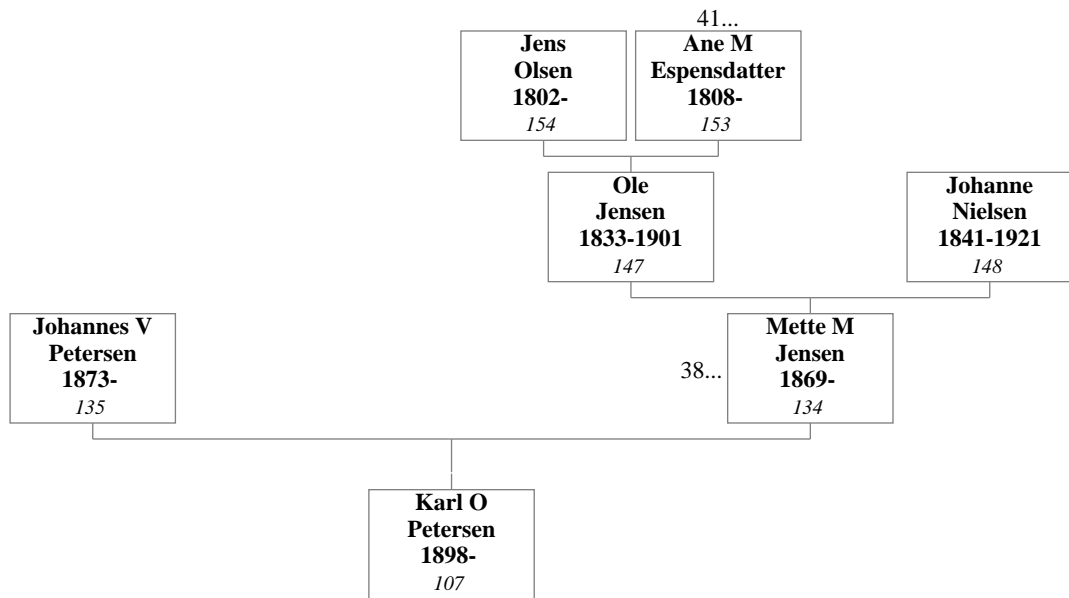 41...
Jens
Olsen
1802-
154
Ane M
Espensdatter
1808-
153
Ole
Jensen
1833-1901
147
Johanne
Nielsen
1841-1921
148
Johannes V
Petersen
1873-
135
38...
Mette M
Jensen
1869-
134
Karl O
Petersen
1898-
107